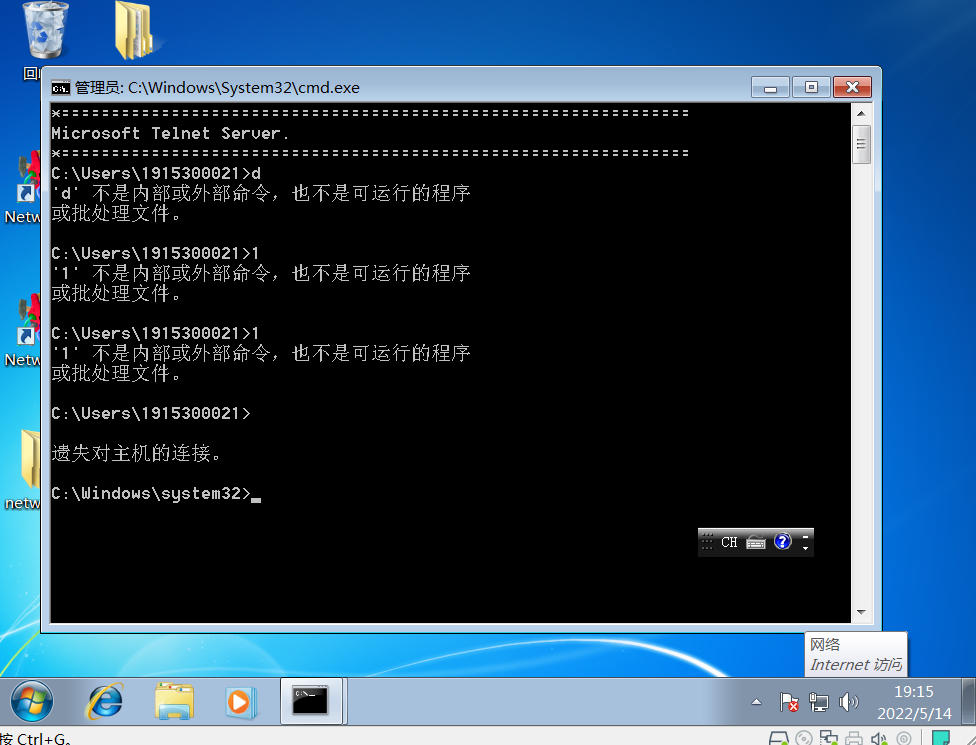 回
管理员: C:\Windows\System32\cmd.exe
*===============================================================
Microsoft Telnet Server.
*===============================================================
C:\Users\1915300021>d
'd' 不是内部或外部命令，也不是可运行的程序
或批处理文件。
C:\Users\1915300021>1
'1' 不是内部或外部命令，也不是可运行的程序
或批处理文件。
C:\Users\1915300021>1
'1' 不是内部或外部命令，也不是可运行的程序
或批处理文件。
C:\Users\1915300021>
遗失对主机的连接。
C:\Windows\system32>
Netw
Netw
netw
CH
网络
Internet 访问
19:15
2022/5/14
按 Ctrl+G。